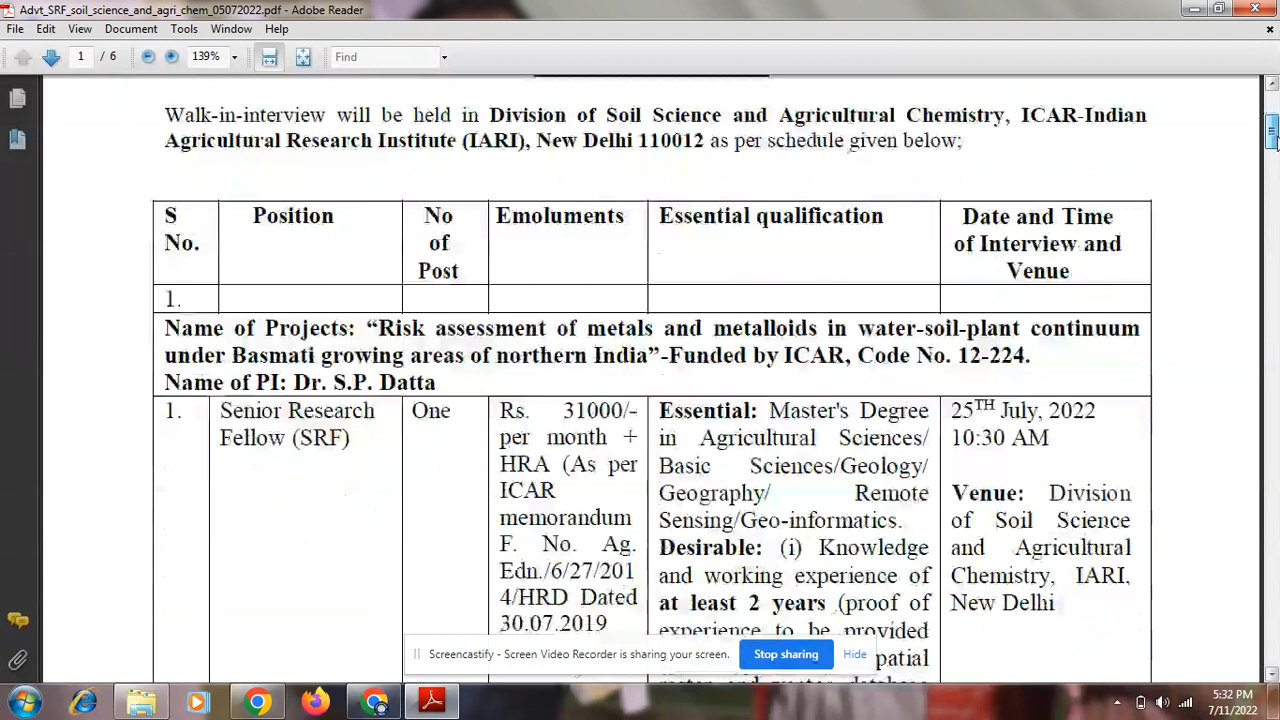 Advt_SRF_soil_science_and_agri_chem_05072022.pdf - Adobe Reader
File Edit View Document Tools Window Help
1 / 6 139% Find
Walk-in-interview will be held in Division of Soil Science and Agricultural Chemistry, ICAR-Indian
Agricultural Research Institute (IARI), New Delhi 110012 as per schedule given below;
S No.
Position
No of Post
Emoluments
Essential qualification
Date and Time of Interview and Venue
1.
Name of Projects: “Risk assessment of metals and metalloids in water-soil-plant continuum
under Basmati growing areas of northern India”-Funded by ICAR, Code No. 12-224.
Name of PI: Dr. S.P. Datta
1.
Senior Research
Fellow (SRF)
One
Rs. 31000/-
per month +
HRA (As per
ICAR
memorandum
F. No. Ag.
Edn./6/27/201
4/HRD Dated
30.07.2019
Essential: Master's Degree
in Agricultural Sciences/
Basic Sciences/Geology/
Geography/ Remote
Sensing/Geo-informatics.
Desirable: (i) Knowledge
and working experience of
at least 2 years (proof of
experience to be provided
patial
25TH July, 2022
10:30 AM
Venue: Division
of Soil Science
and Agricultural
Chemistry, IARI,
New Delhi
Screencastify - Screen Video Recorder is sharing your screen. Stop sharing Hide
5:32 PM
7/11/2022